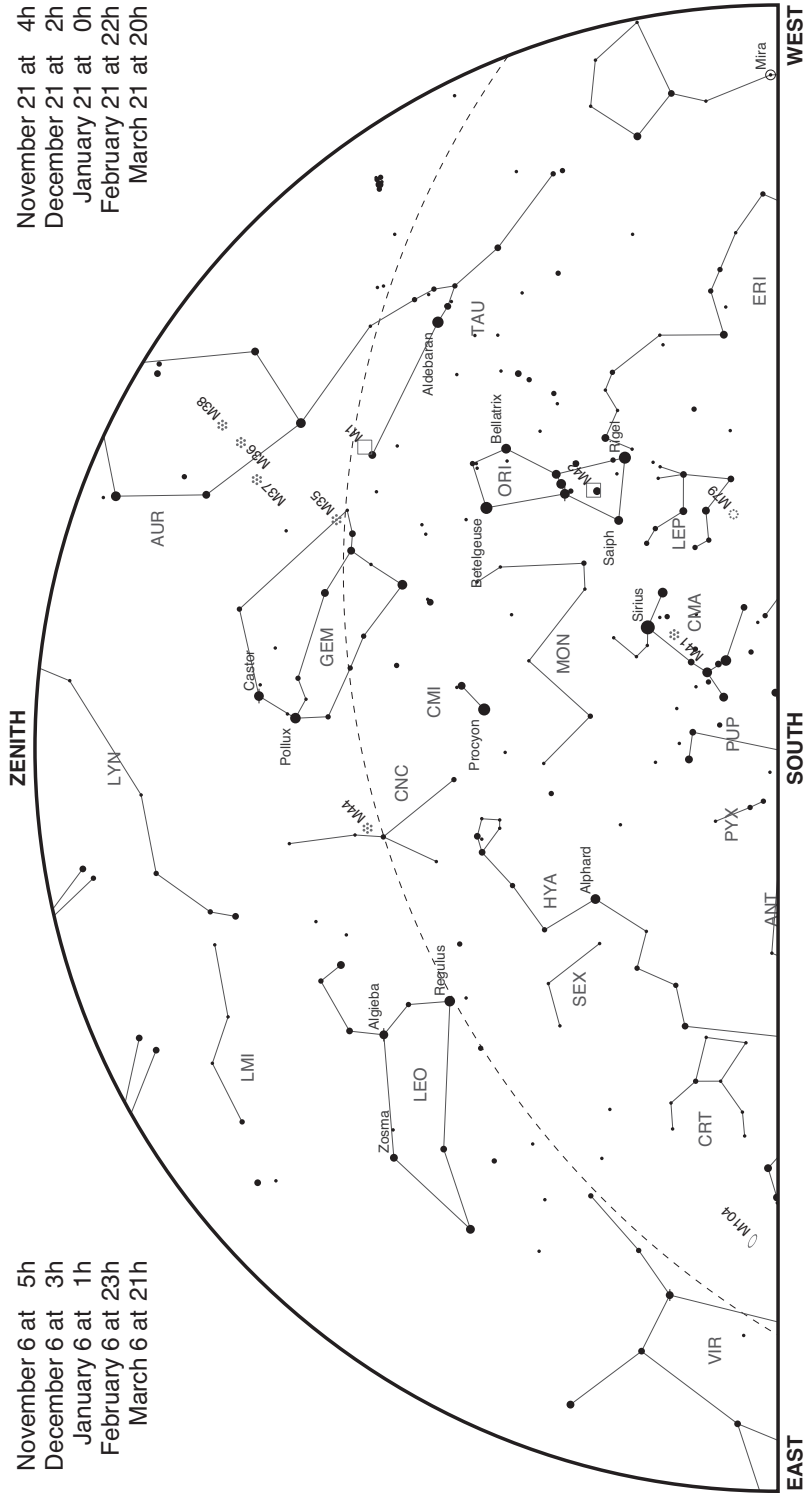 November 6 at 5h
December 6 at 3h
January 6 at 1h
February 6 at 23h
March 6 at 21h
ZENITH
November 21 at 4h
December 21 at 2h
January 21 at 0h
February 21 at 22h
March 21 at 20h
LYN
AUR
M38
M36
M37
LMI
Castor
GEM
Pollux
M35
M1
M44
CNC
Algieba
Zosma
LEO
Regulus
CMI
Procyon
Aldebaran
TAU
Bellatrix
ORI
Betelgeuse
HYA
MON
M42
Rigel
Alphard
SEX
Saiph
Sirius
LEP
M79
CMA
M41
CRT
PUP
PYX
ERI
Mira
M104
VIR
ANT
EAST
SOUTH
WEST